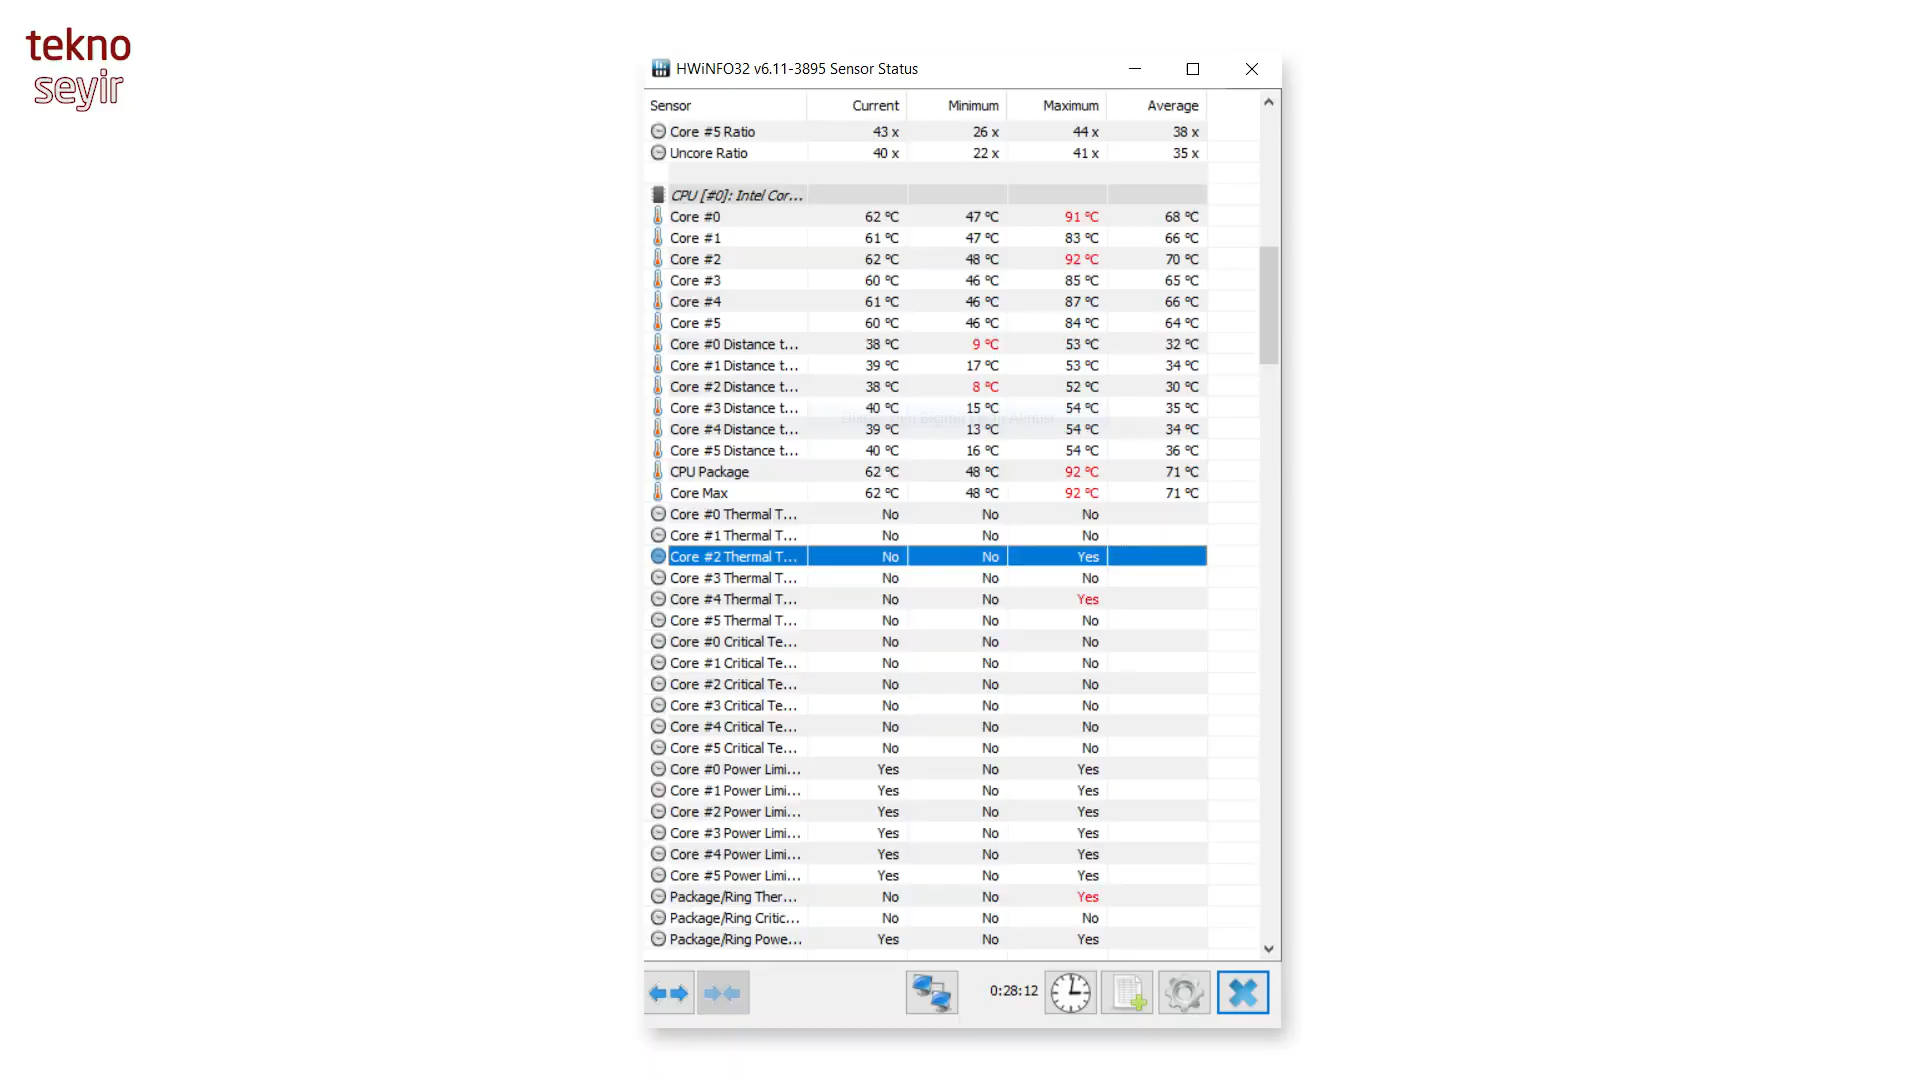 tekno
seyir
HWiNFO32 v6.11-3895 Sensor Status
Sensor Current Minimum Maximum Average
Core #5 Ratio 43 x 26 x 44 x 38 x
Uncore Ratio 40 x 22 x 41 x 35 x
CPU [#0]: Intel Cor...
Core #0 62 °C 47 °C 91 °C 68 °C
Core #1 61 °C 47 °C 83 °C 66 °C
Core #2 62 °C 48 °C 92 °C 70 °C
Core #3 60 °C 46 °C 85 °C 65 °C
Core #4 61 °C 46 °C 87 °C 66 °C
Core #5 60 °C 46 °C 84 °C 64 °C
Core #0 Distance t... 38 °C 9 °C 53 °C 32 °C
Core #1 Distance t... 39 °C 17 °C 53 °C 34 °C
Core #2 Distance t... 38 °C 8 °C 52 °C 30 °C
Core #3 Distance t... 40 °C 15 °C 54 °C 35 °C
Core #4 Distance t... 39 °C 13 °C 54 °C 34 °C
Core #5 Distance t... 40 °C 16 °C 54 °C 36 °C
CPU Package 62 °C 48 °C 92 °C 71 °C
Core Max 62 °C 48 °C 92 °C 71 °C
Core #0 Thermal T... No No No
Core #1 Thermal T... No No No
Core #2 Thermal T... No No Yes
Core #3 Thermal T... No No No
Core #4 Thermal T... No No Yes
Core #5 Thermal T... No No No
Core #0 Critical Te... No No No
Core #1 Critical Te... No No No
Core #2 Critical Te... No No No
Core #3 Critical Te... No No No
Core #4 Critical Te... No No No
Core #5 Critical Te... No No No
Core #0 Power Limi... Yes No Yes
Core #1 Power Limi... Yes No Yes
Core #2 Power Limi... Yes No Yes
Core #3 Power Limi... Yes No Yes
Core #4 Power Limi... Yes No Yes
Core #5 Power Limi... Yes No Yes
Package/Ring Ther... No No Yes
Package/Ring Critic... No No No
Package/Ring Powe... Yes No Yes
0:28:12